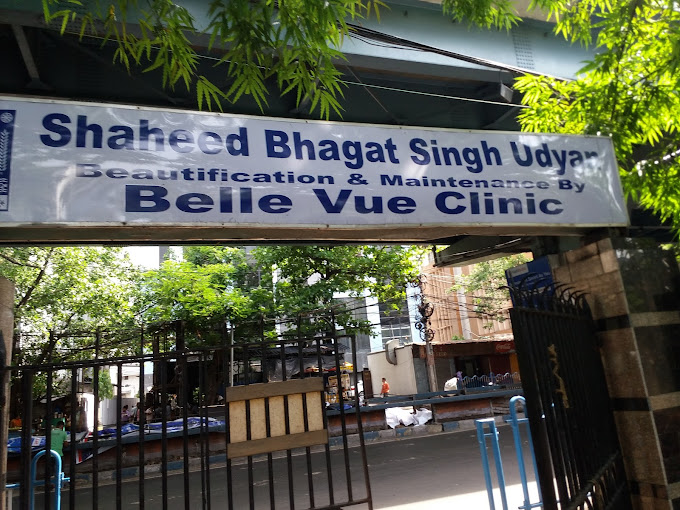 Shaheed Bhagat Singh Udyan
Beautification & Maintenance By
Belle Vue Clinic